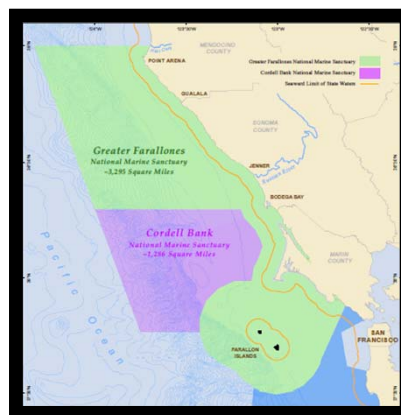 MENDOCINO
COUNTY
POINT ARENA
Greater Farallones National Marine Sanctuary
Cordell Bank National Marine Sanctuary
Seaward Limit of State Waters
GUALALA
SONOMA
COUNTY
Greater Farallones
National Marine Sanctuary
~3,295 Square Miles
JENNER
Russian River
BODEGA BAY
Cordell Bank
National Marine Sanctuary
~1,286 Square Miles
MARIN
COUNTY
Pacific Ocean
SAN
FRANCISCO
FARALLON
ISLANDS